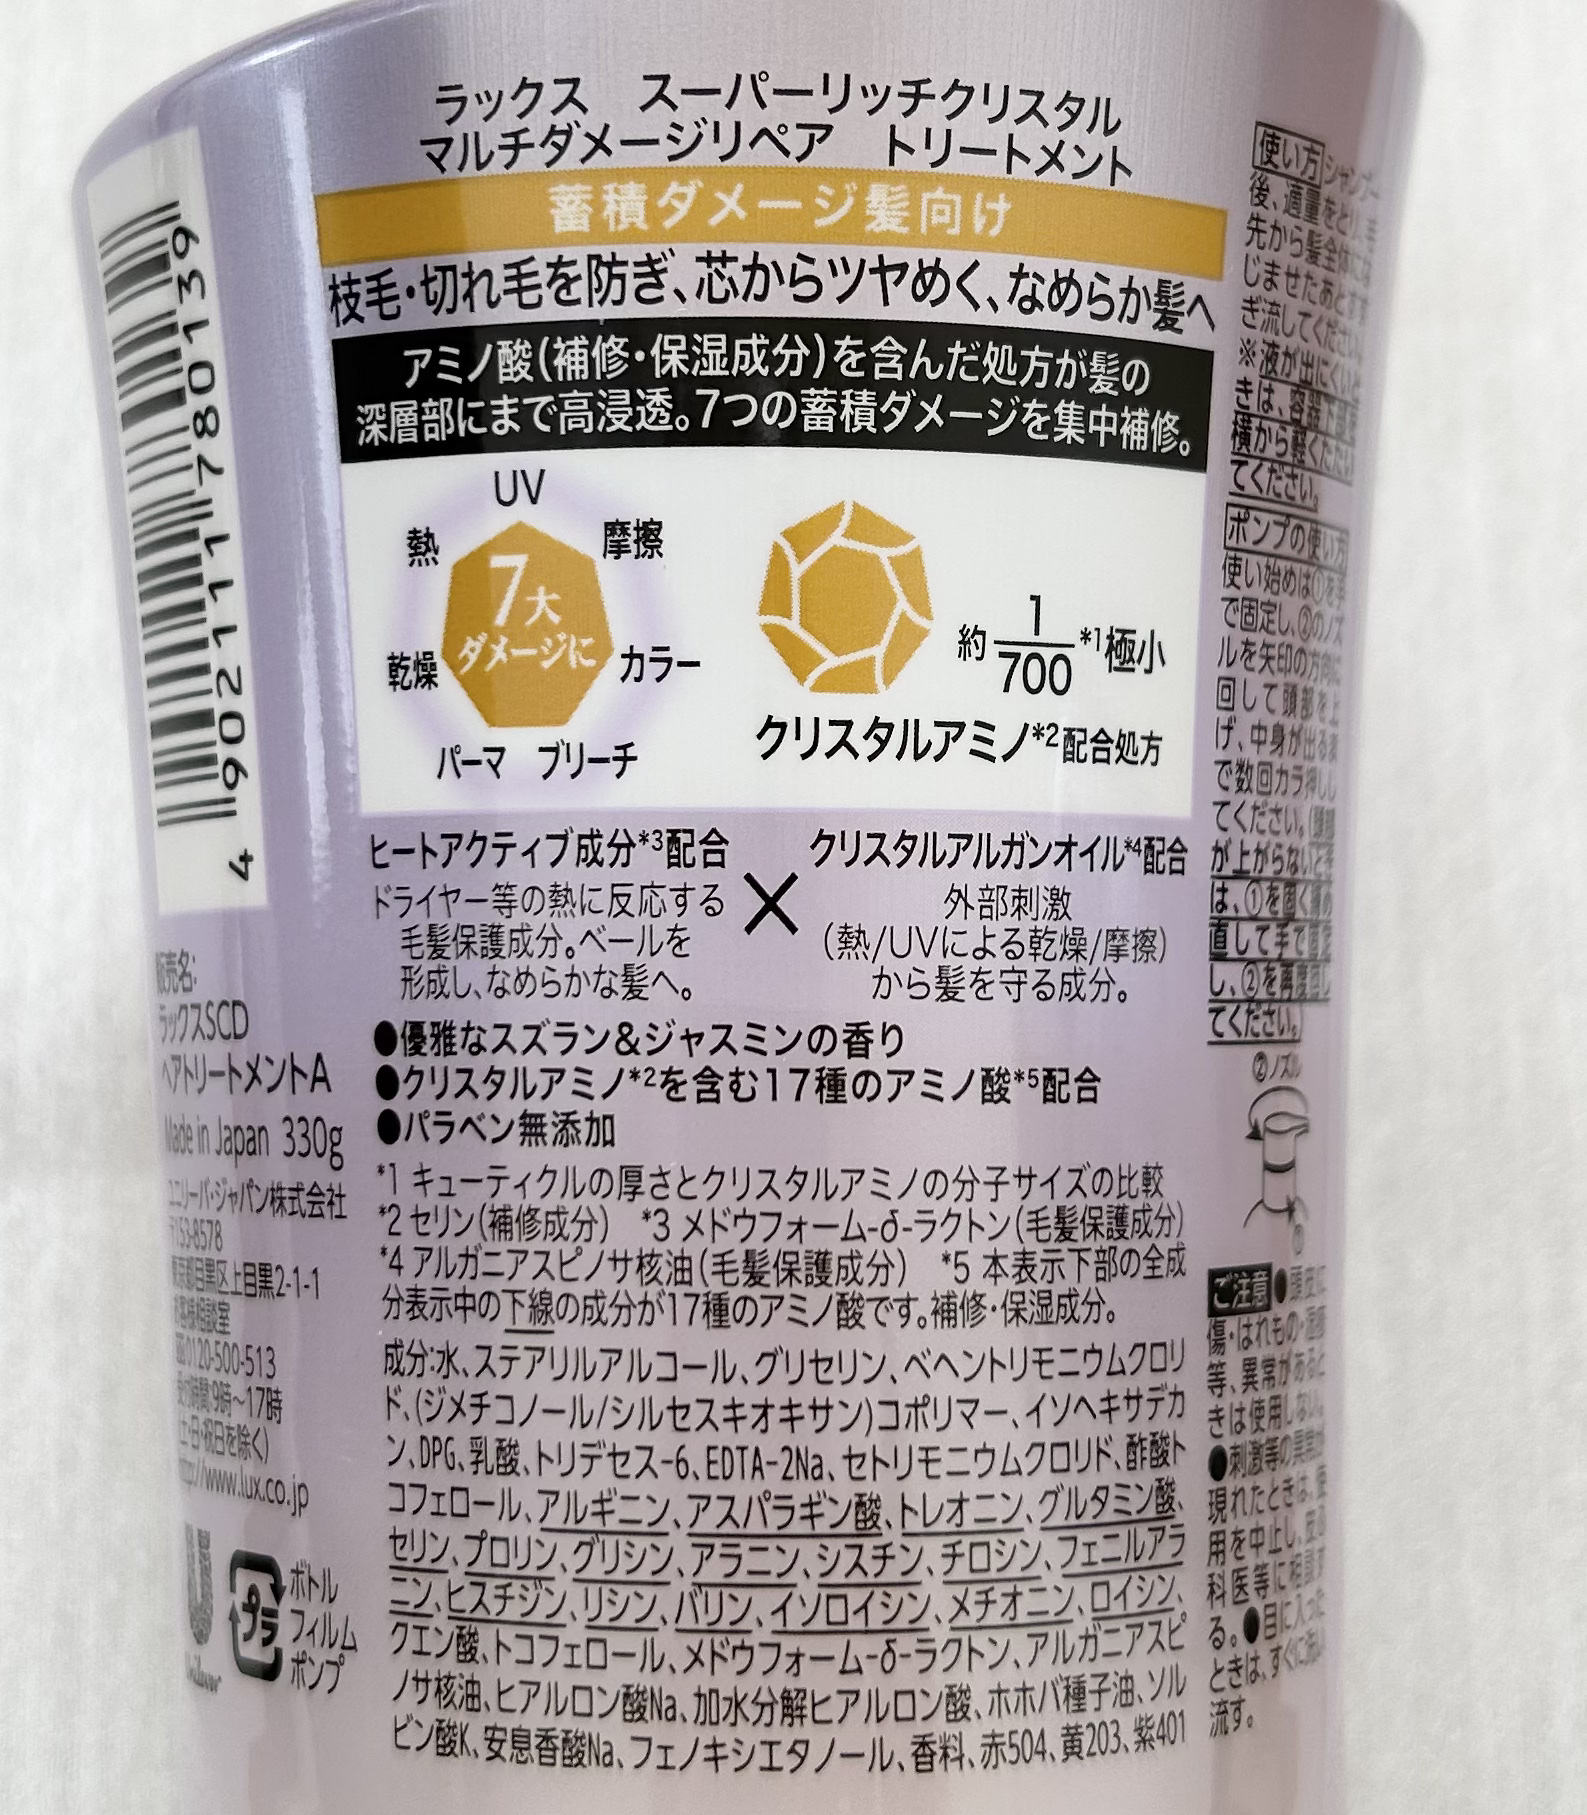 ラックス　スーパーリッチクリスタル
マルチダメージリペア　トリートメント
蓄積ダメージ髪向け
枝毛・切れ毛を防ぎ、芯からツヤめく、なめらか髪へ
アミノ酸(補修・保湿成分)を含んだ処方が髪の
深層部にまで高浸透。7つの蓄積ダメージを集中補修。
UV
熱
摩擦
7大
ダメージに
乾燥
カラー
パーマ
ブリーチ
約1/700*1極小
クリスタルアミノ*2配合処方
ヒートアクティブ成分*3配合
ドライヤー等の熱に反応する
毛髪保護成分。ベールを
形成し、なめらかな髪へ。
×
クリスタルアルガンオイル*4配合
外部刺激
(熱/UVによる乾燥/摩擦)
から髪を守る成分。
●優雅なスズラン&ジャスミンの香り
●クリスタルアミノ*2を含む17種のアミノ酸*5配合
●パラベン無添加
*1 キューティクルの厚さとクリスタルアミノの分子サイズの比較
*2 セリン(補修成分)　*3 メドウフォーム-δ-ラクトン(毛髪保護成分)
*4 アルガニアスピノサ核油(毛髪保護成分)　*5 本表示下部の全成
分表示中の下線の成分が17種のアミノ酸です。補修・保湿成分。
成分:水、ステアリルアルコール、グリセリン、ベヘントリモニウムクロリ
ド、(ジメチコノール/シルセスキオキサン)コポリマー、イソヘキサデカ
ン、DPG、乳酸、トリデセス-6、EDTA-2Na、セトリモニウムクロリド、酢酸ト
コフェロール、アルギニン、アスパラギン酸、トレオニン、グルタミン酸、
セリン、プロリン、グリシン、アラニン、シスチン、チロシン、フェニルアラ
ニン、ヒスチジン、リシン、バリン、イソロイシン、メチオニン、ロイシン、
クエン酸、トコフェロール、メドウフォーム-δ-ラクトン、アルガニアスピ
ノサ核油、ヒアルロン酸Na、加水分解ヒアルロン酸、ホホバ種子油、ソル
ビン酸K、安息香酸Na、フェノキシエタノール、香料、赤504、黄203、紫401
4 902111 780139
販売名:
ラックスSCD
ヘアトリートメントA
Made in Japan 330g
ユニリーバ・ジャパン株式会社
〒153-8578
東京都目黒区上目黒2-1-1
お客様相談室
0120-500-513
受付時間:9時〜17時
(土・日・祝日を除く)
http://www.lux.co.jp
Unilever
プラ
ボトル
フィルム
ポンプ
使い方 シャンプー
後、適量をとり、
先から髪全体に
じませたあとす
ぎ流してください。
※液が出にくいと
きは、容器下部を
横から軽くたたい
てください。
ポンプの使い方
使い始めは①を手
で固定し、②のノズ
ルを矢印の方向に
回して頭部を上
げ、中身が出るま
で数回カラ押しし
てください。(頭部
が上がらないとき
は、①を固く締め
直して手で固定
し、②を再度回し
てください。)
②ノズル
①
ご注意 ●頭皮に
傷・はれもの・湿疹
等、異常があると
きは使用しない。
●刺激等の異常が
現れたときは、使
用を中止し、皮ふ
科医等に相談す
る。●目に入った
ときは、すぐに洗い
流す。